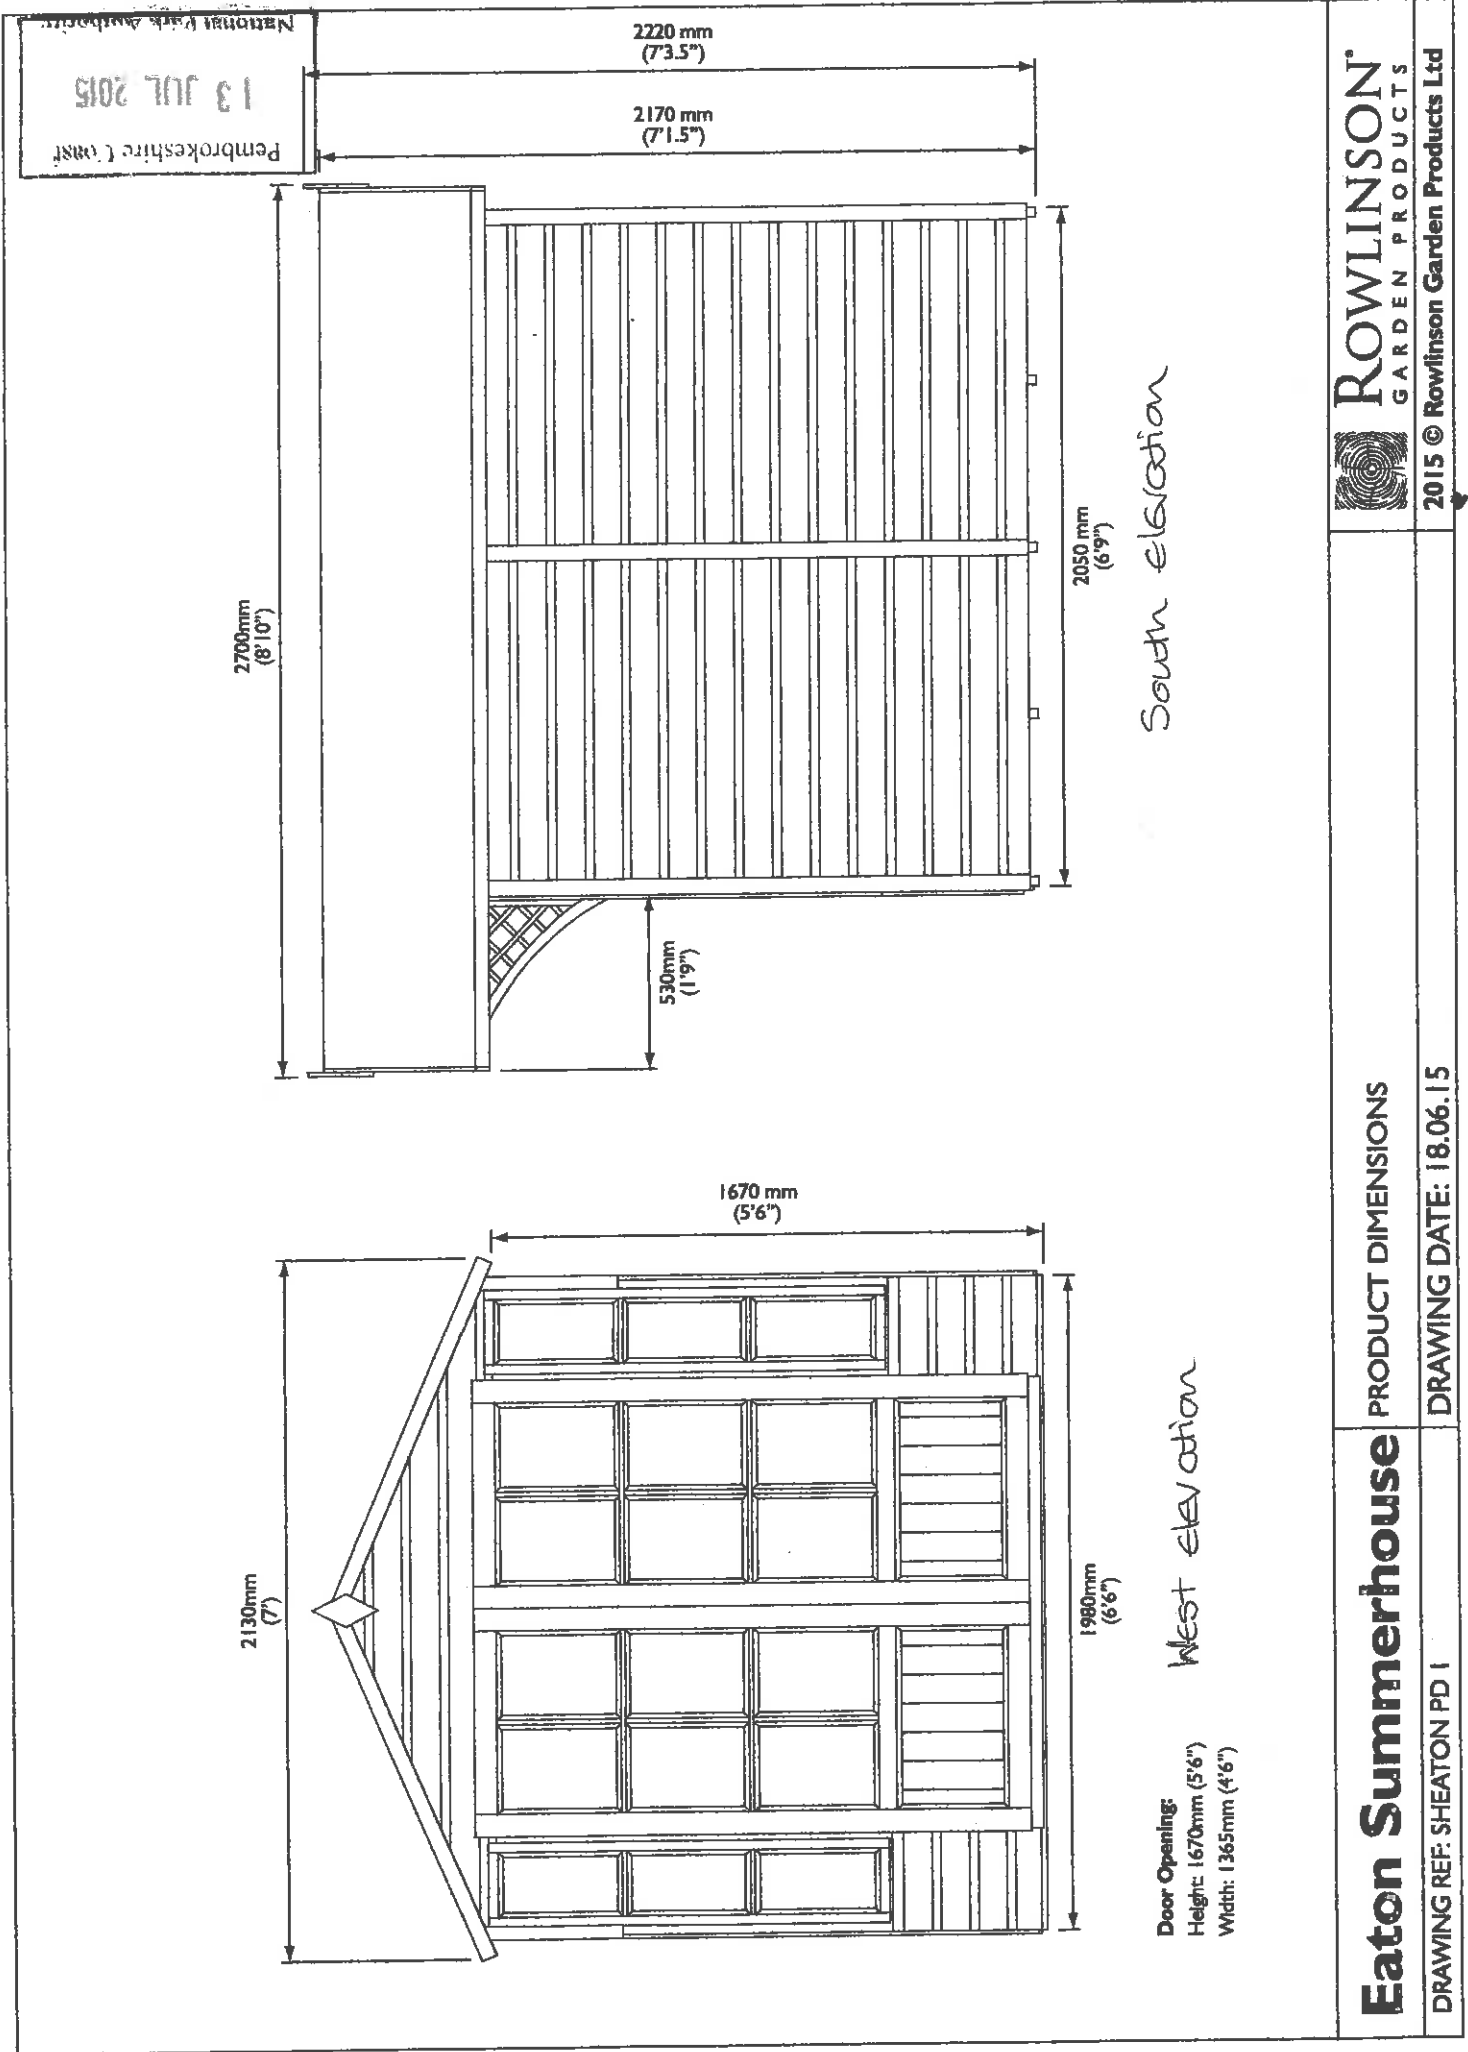 Pembrokeshire Coast
13 JUL 2015
National Park Authority
2130mm
(7')
1670 mm
(5'6")
1980mm
(6'6")
West elevation
Door Opening:
Height: 1670mm (5'6")
Width: 1365mm (4'6")
2700mm
(8'10")
2220 mm
(7'3.5")
2170 mm
(7'1.5")
530mm
(1'9")
2050 mm
(6'9")
South elevation
Eaton Summerhouse
PRODUCT DIMENSIONS
DRAWING REF: SHEATON PD 1
DRAWING DATE: 18.06.15
ROWLINSON
GARDEN PRODUCTS
2015 © Rowlinson Garden Products Ltd